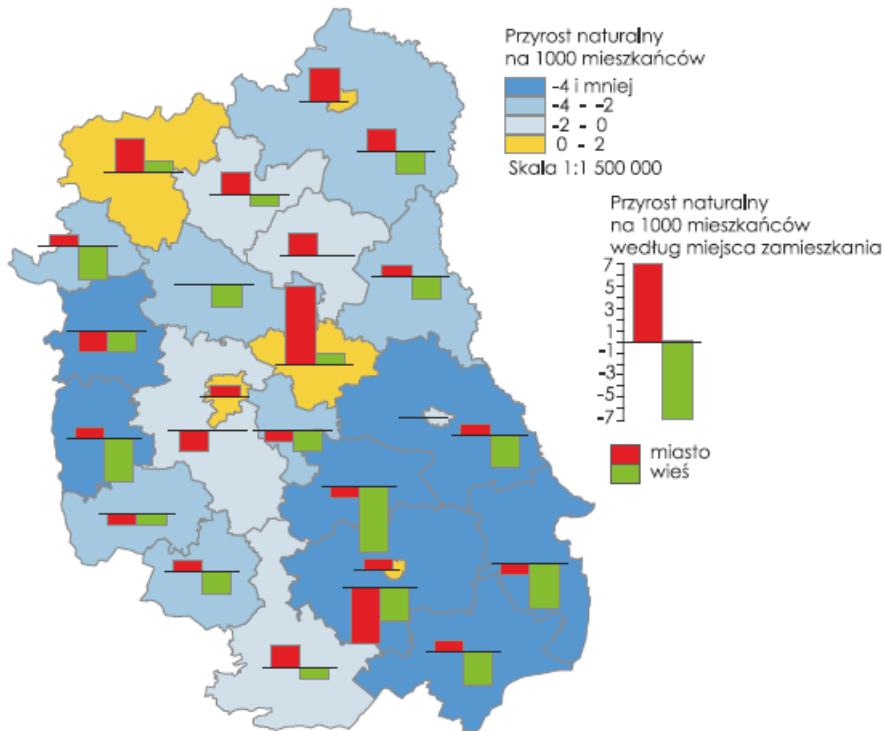 Przyrost naturalny
na 1000 mieszkańców
-4 i mniej
-4 - -2
-2 - 0
0 - 2
Skala 1:1 500 000
Przyrost naturalny
na 1000 mieszkańców
według miejsca zamieszkania
7
5
3
1
-1
-3
-5
-7
miasto
wieś